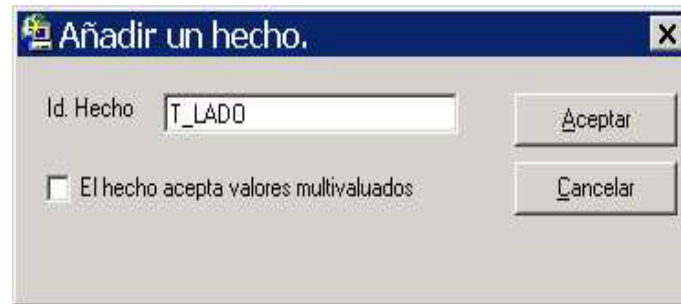 Añadir un hecho.
Id. Hecho T_LADO
Aceptar
El hecho acepta valores multivaluados
Cancelar